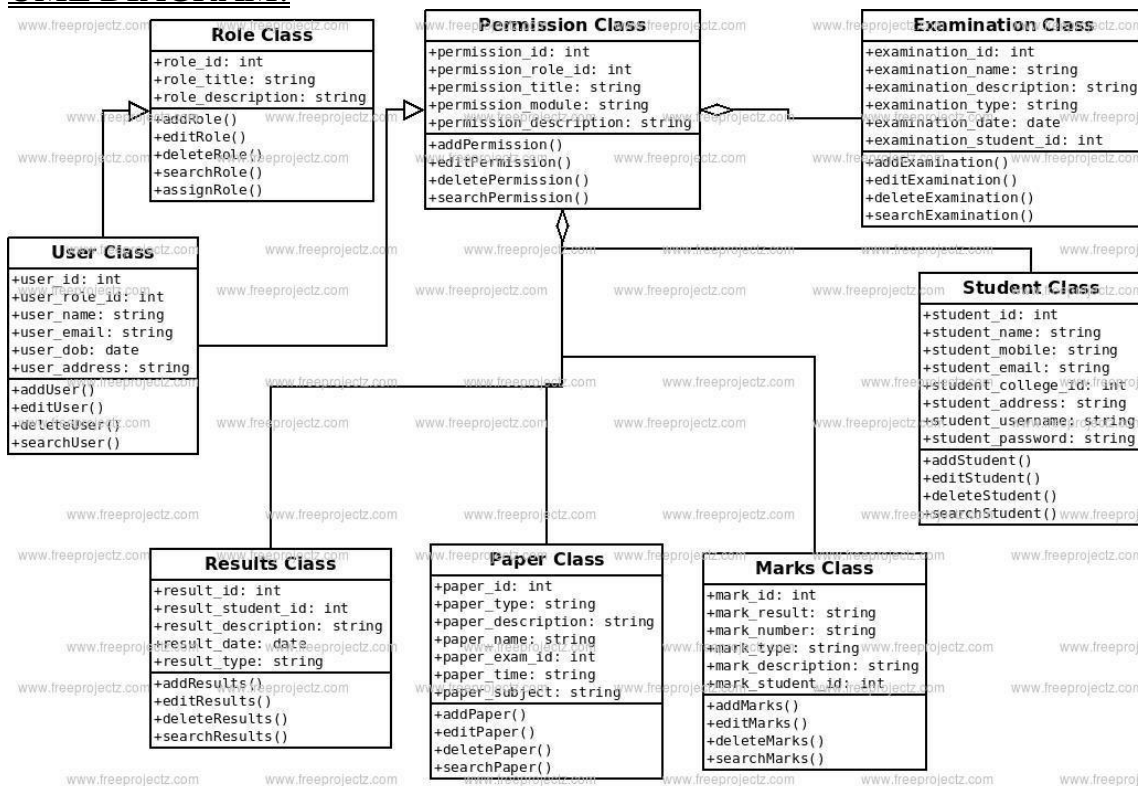 UML DIAGRAM:
Role Class
+role_id: int
+role_title: string
+role_description: string
+addRole()
+editRole()
+deleteRole()
+searchRole()
+assignRole()
Permission Class
+permission_id: int
+permission_role_id: int
+permission_title: string
+permission_module: string
+permission_description: string
+addPermission()
+editPermission()
+deletePermission()
+searchPermission()
Examination Class
+examination_id: int
+examination_name: string
+examination_description: string
+examination_type: string
+examination_date: date
+examination_student_id: int
+addExamination()
+editExamination()
+deleteExamination()
+searchExamination()
User Class
+user_id: int
+user_role_id: int
+user_name: string
+user_email: string
+user_dob: date
+user_address: string
+addUser()
+editUser()
+deleteUser()
+searchUser()
Student Class
+student_id: int
+student_name: string
+student_mobile: string
+student_email: string
+student_college_id: int
+student_address: string
+student_username: string
+student_password: string
+addStudent()
+editStudent()
+deleteStudent()
+searchStudent()
Results Class
+result_id: int
+result_student_id: int
+result_description: string
+result_date: date
+result_type: string
+addResults()
+editResults()
+deleteResults()
+searchResults()
Paper Class
+paper_id: int
+paper_type: string
+paper_description: string
+paper_name: string
+paper_exam_id: int
+paper_time: string
+paper_subject: string
+addPaper()
+editPaper()
+deletePaper()
+searchPaper()
Marks Class
+mark_id: int
+mark_result: string
+mark_number: string
+mark_type: string
+mark_description: string
+mark_student_id: int
+addMarks()
+editMarks()
+deleteMarks()
+searchMarks()
www.freeprojectz.com